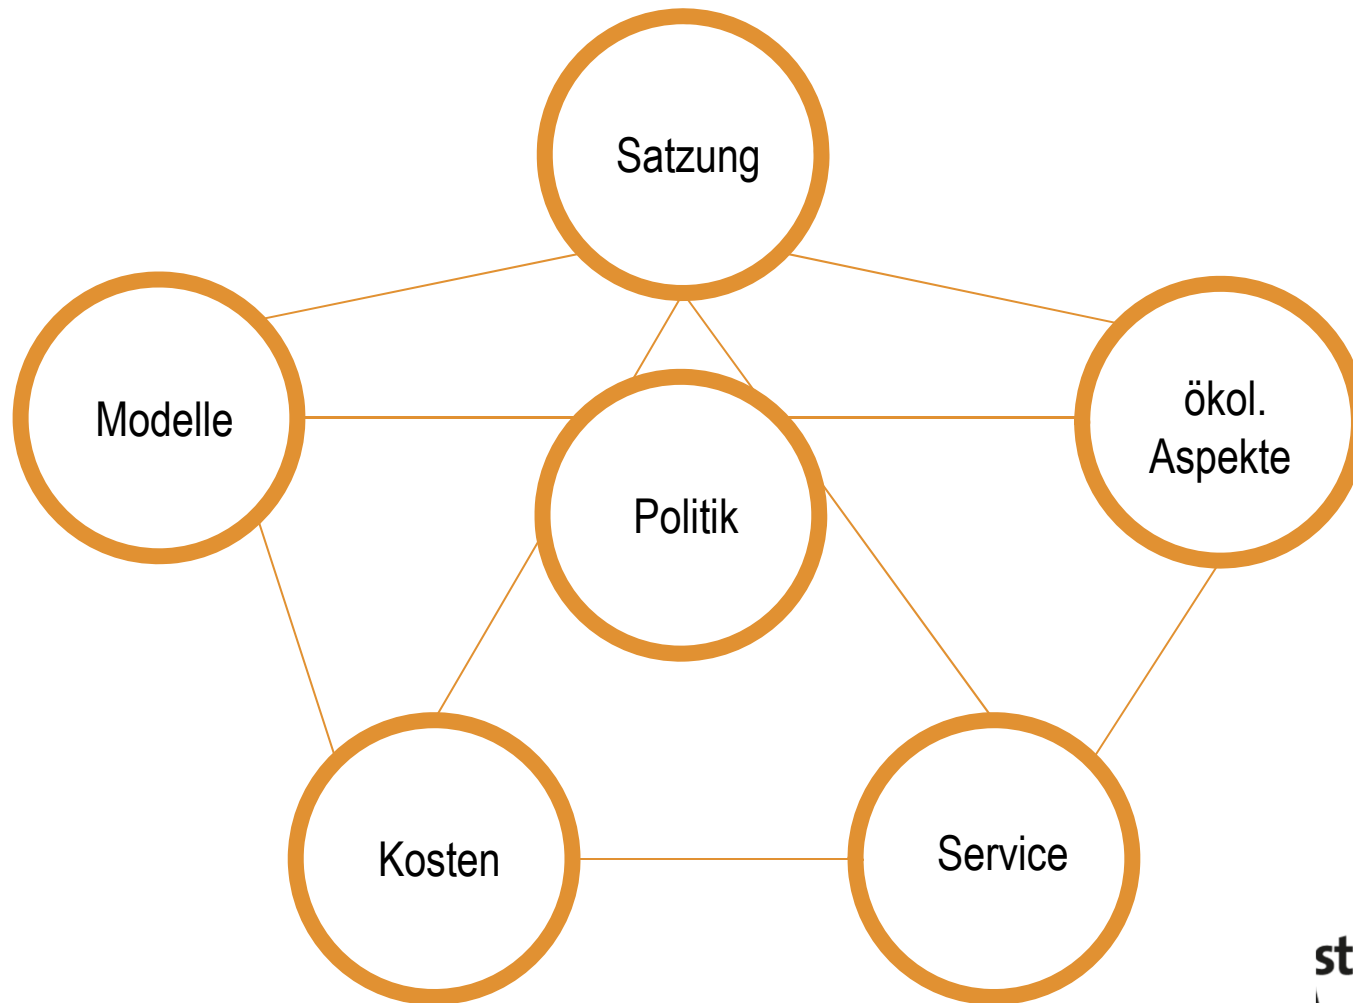 Satzung
Modelle
ökol.
Aspekte
Politik
Kosten
Service
st